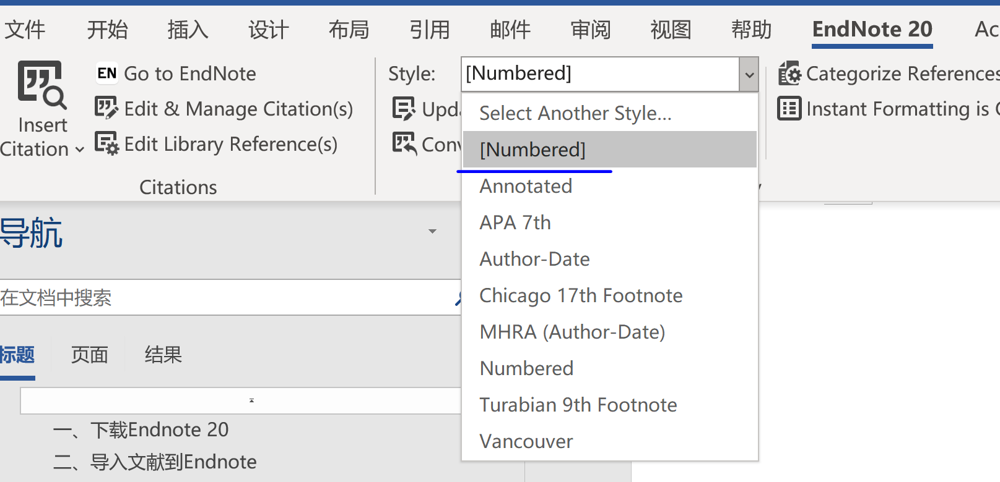 文件 开始 插入 设计 布局 引用 邮件 审阅 视图 帮助 EndNote 20 Ac
Insert
Citation
EN Go to EndNote
Edit & Manage Citation(s)
Edit Library Reference(s)
Citations
Style: [Numbered]
Upd
Conv
Select Another Style...
[Numbered]
Annotated
APA 7th
Author-Date
Chicago 17th Footnote
MHRA (Author-Date)
Numbered
Turabian 9th Footnote
Vancouver
Categorize References
Instant Formatting is
导航
在文档中搜索
标题 页面 结果
一、下载Endnote 20
二、导入文献到Endnote